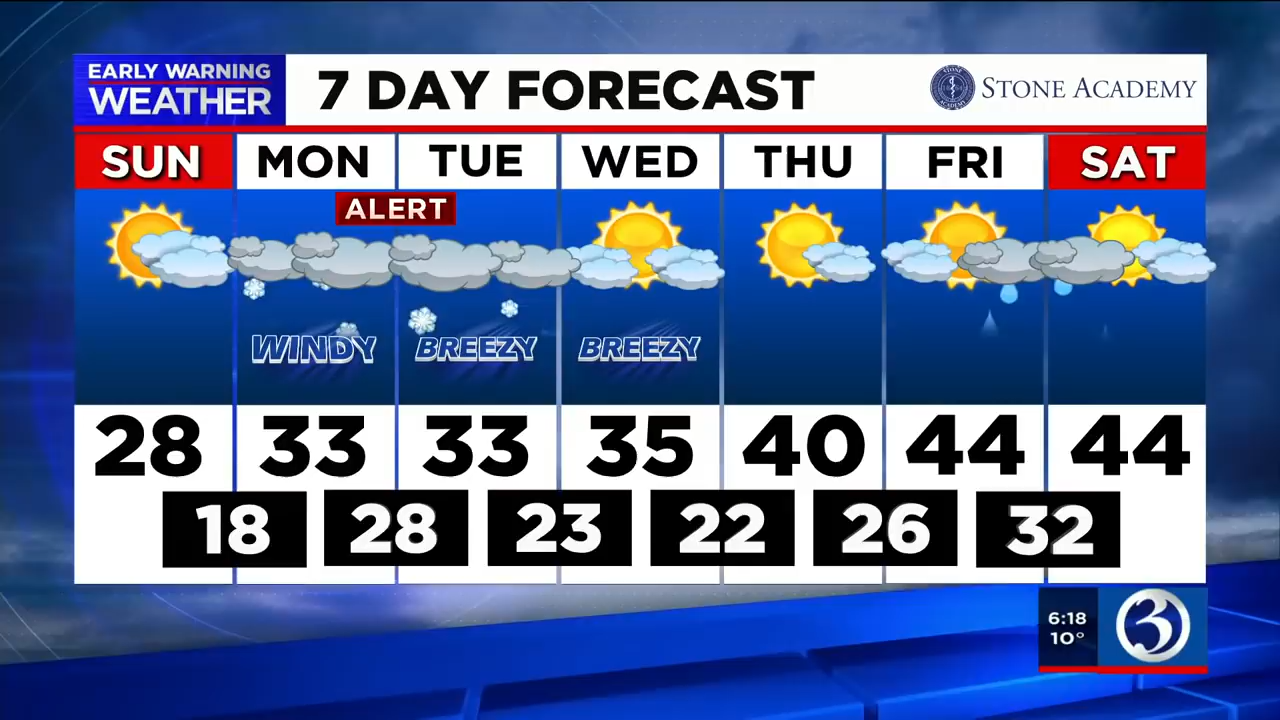 EARLY WARNING
WEATHER
7 DAY FORECAST
STONE ACADEMY
SUN MON TUE WED THU FRI SAT
ALERT
WINDY BREEZY BREEZY
28 33 33 35 40 44 44
18 28 23 22 26 32
6:18
10°
3